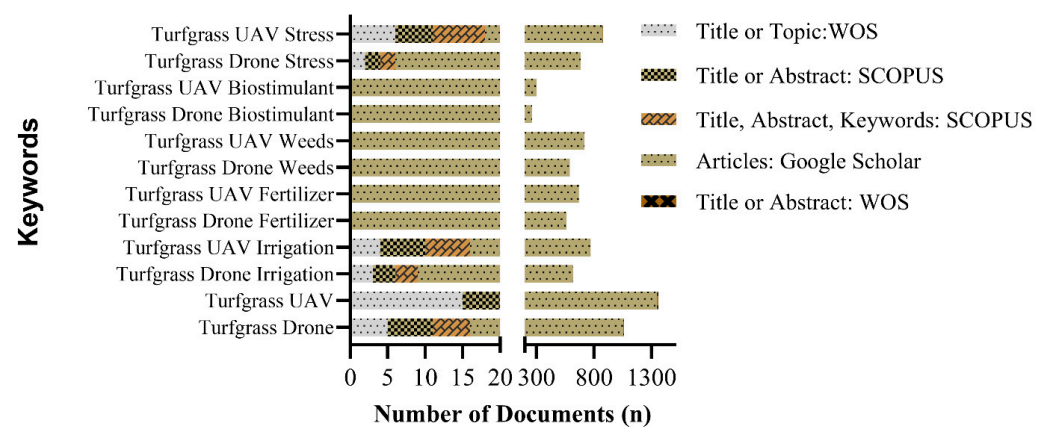 Keywords
Turfgrass UAV Stress
Turfgrass Drone Stress
Turfgrass UAV Biostimulant
Turfgrass Drone Biostimulant
Turfgrass UAV Weeds
Turfgrass Drone Weeds
Turfgrass UAV Fertilizer
Turfgrass Drone Fertilizer
Turfgrass UAV Irrigation
Turfgrass Drone Irrigation
Turfgrass UAV
Turfgrass Drone
0 5 10 15 20 300 800 1300
Number of Documents (n)
Title or Topic:WOS
Title or Abstract: SCOPUS
Title, Abstract, Keywords: SCOPUS
Articles: Google Scholar
Title or Abstract: WOS